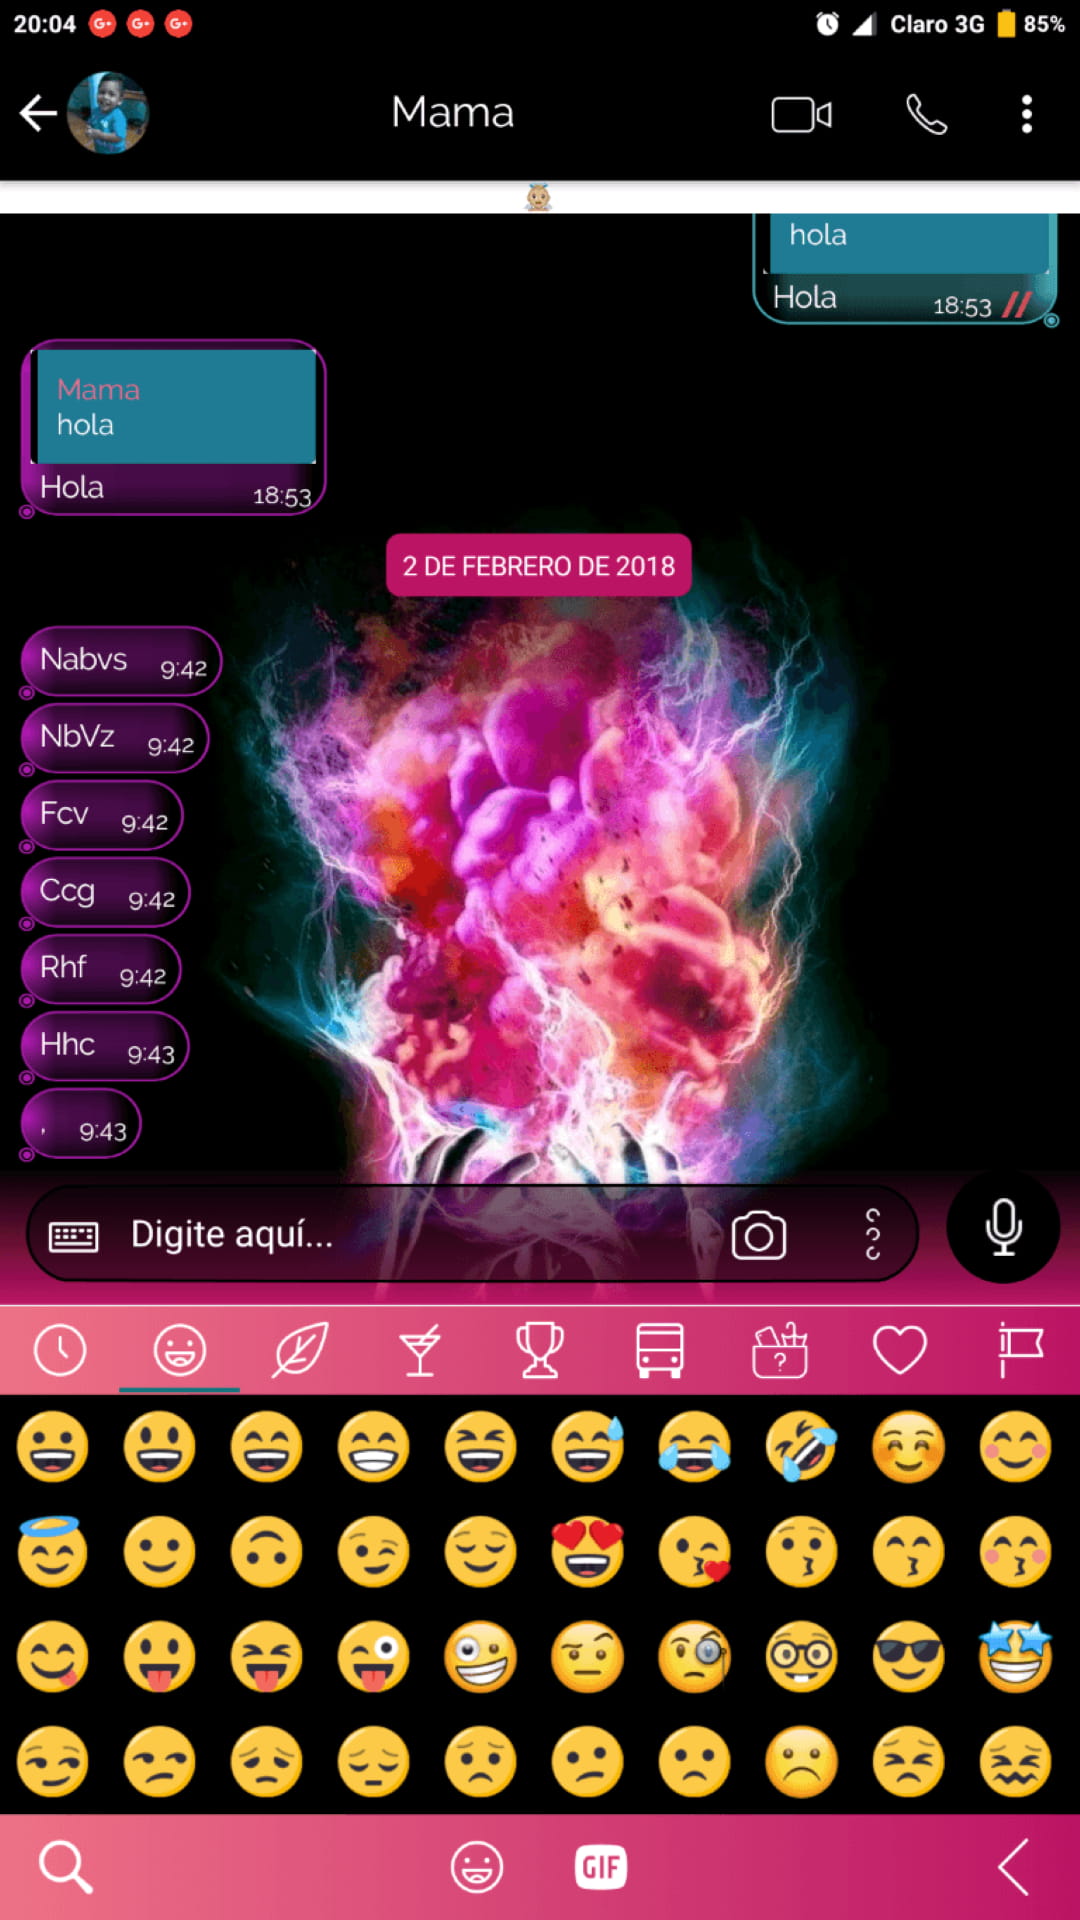 20:04 G+ G+ G+ Claro 3G 85%
Mama
hola
Hola 18:53
Mama
hola
Hola 18:53
2 DE FEBRERO DE 2018
Nabvs 9:42
NbVz 9:42
Fcv 9:42
Ccg 9:42
Rhf 9:42
Hhc 9:43
, 9:43
Digite aquí...
?
GIF